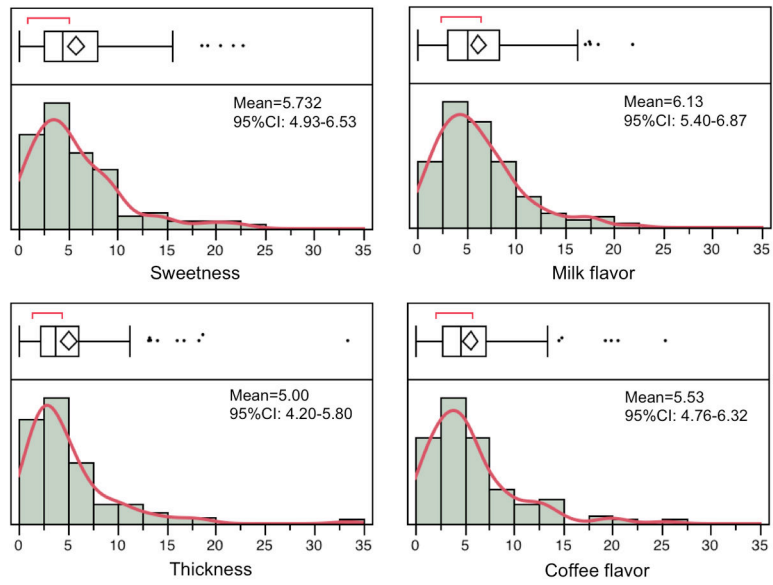 Mean=5.732
95%CI: 4.93-6.53
0 5 10 15 20 25 30 35
Sweetness
Mean=6.13
95%CI: 5.40-6.87
0 5 10 15 20 25 30 35
Milk flavor
Mean=5.00
95%CI: 4.20-5.80
0 5 10 15 20 25 30 35
Thickness
Mean=5.53
95%CI: 4.76-6.32
0 5 10 15 20 25 30 35
Coffee flavor